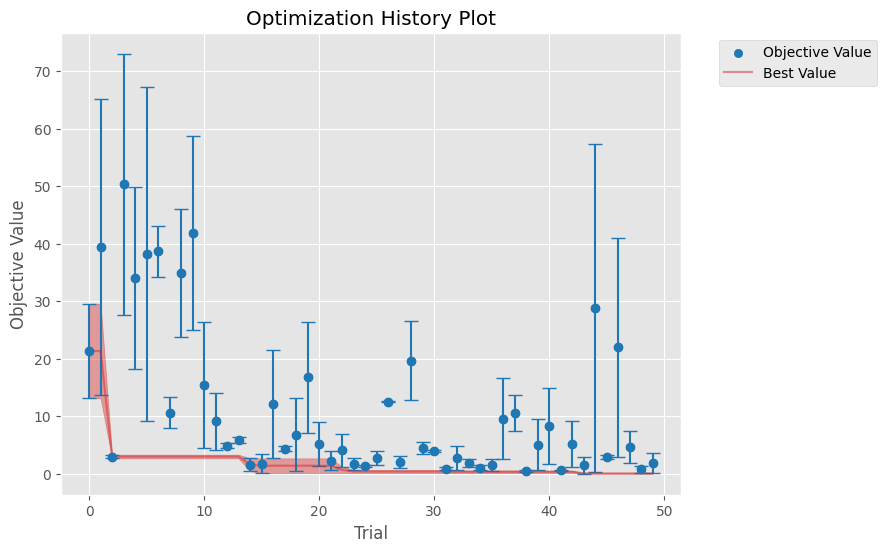 Optimization History Plot
Objective Value
Best Value
Objective Value
70
60
50
40
30
20
10
0
0 10 20 30 40 50
Trial